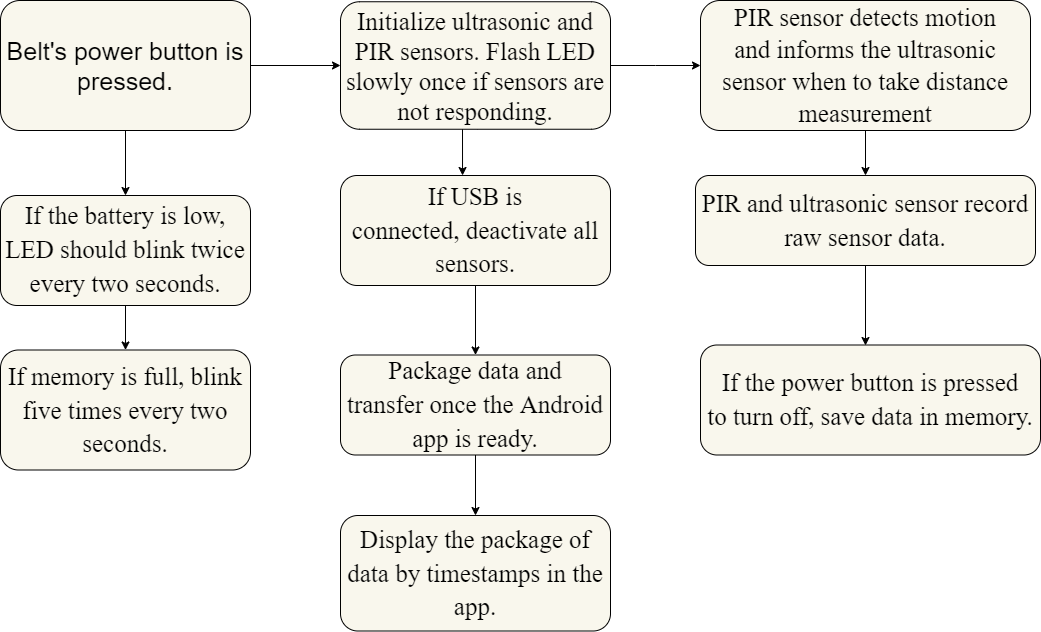 Belt's power button is
pressed.
Initialize ultrasonic and
PIR sensors. Flash LED
slowly once if sensors are
not responding.
PIR sensor detects motion
and informs the ultrasonic
sensor when to take distance
measurement
If the battery is low,
LED should blink twice
every two seconds.
If USB is
connected, deactivate all
sensors.
PIR and ultrasonic sensor record
raw sensor data.
If memory is full, blink
five times every two
seconds.
Package data and
transfer once the Android
app is ready.
If the power button is pressed
to turn off, save data in memory.
Display the package of
data by timestamps in the
app.